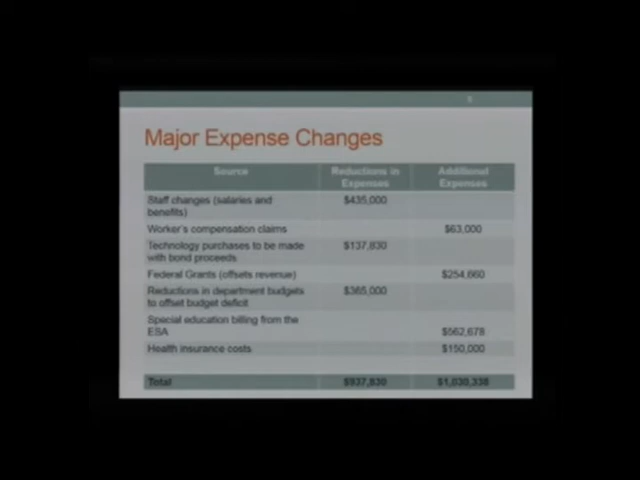 Major Expense Changes
Source Reductions in Expenses Additional Expenses
Staff changes (salaries and benefits) $435,000
Worker's compensation claims $63,000
Technology purchases to be made with bond proceeds $137,830
Federal Grants (offsets revenue) $254,660
Reductions in department budgets to offset budget deficit $365,000
Special education billing from the ESA $562,678
Health insurance costs $150,000
Total $937,830 $1,030,338